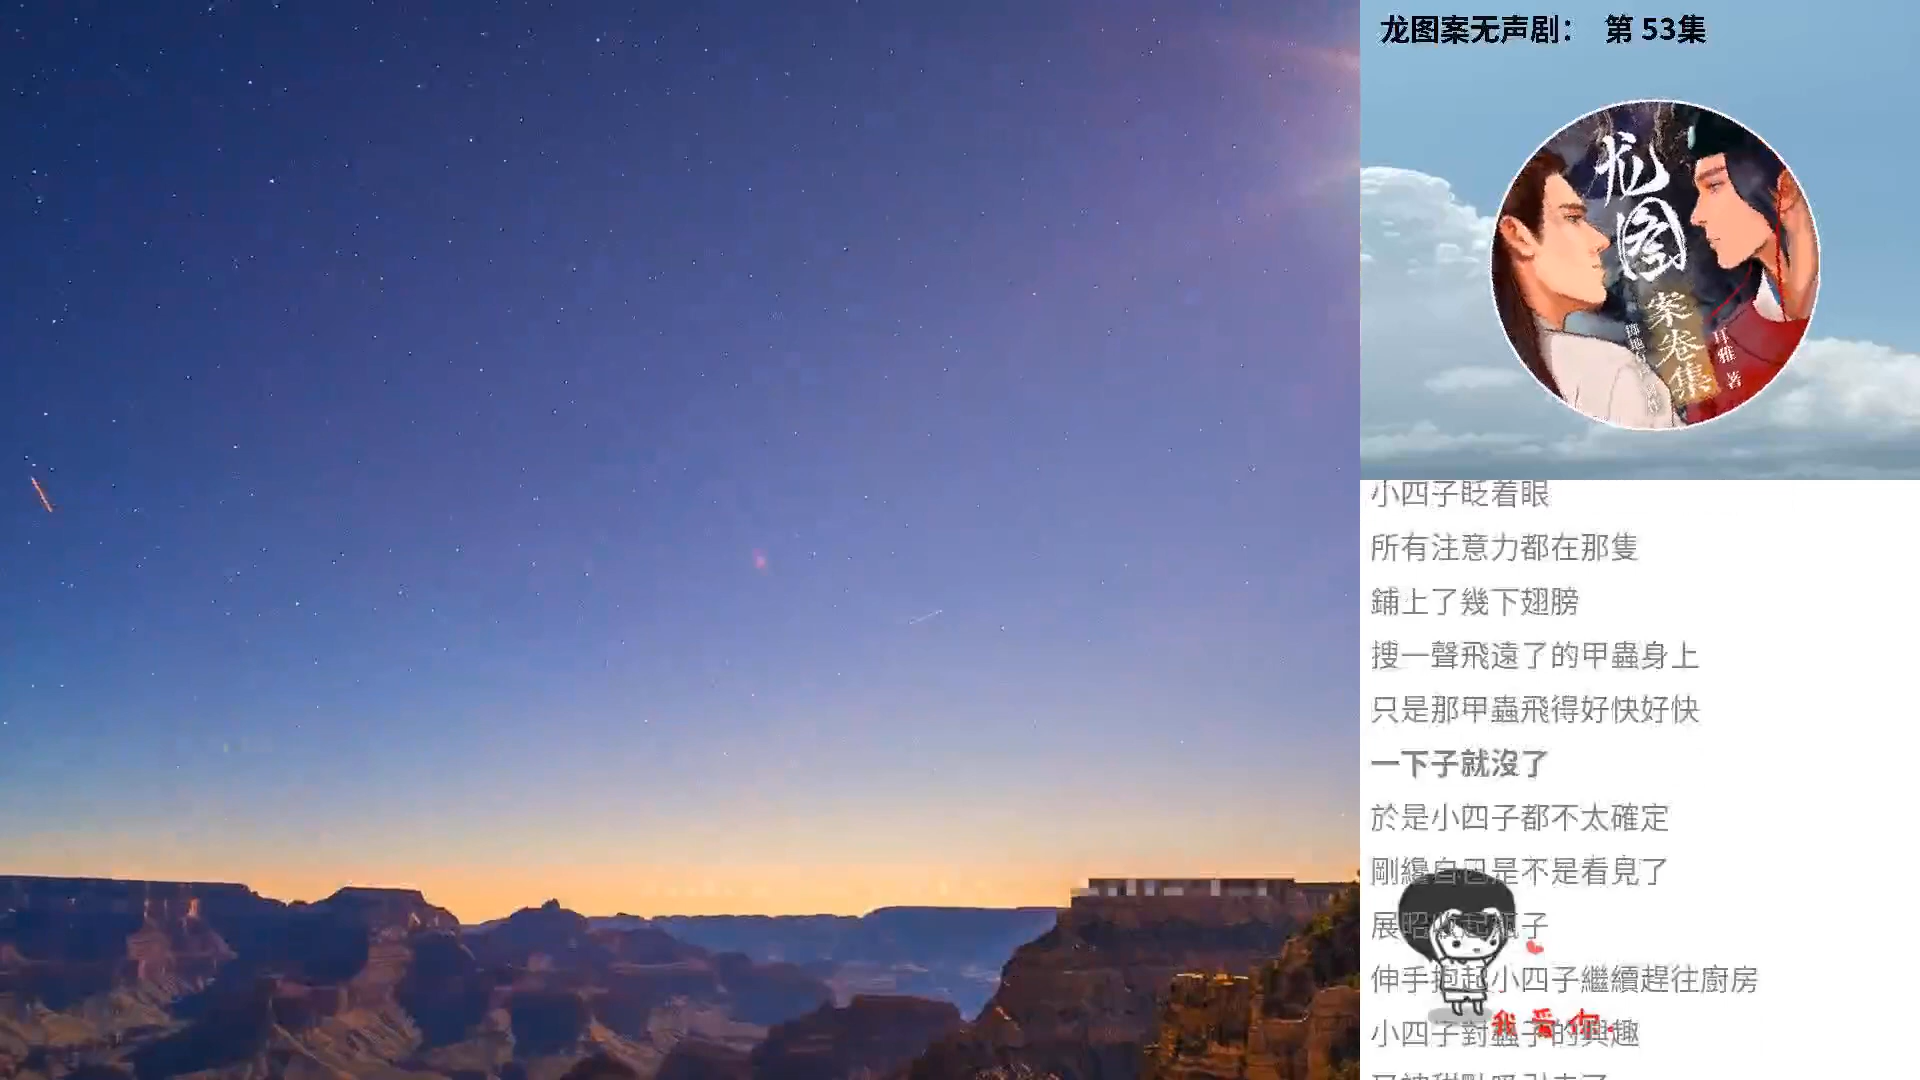 龙图案无声剧： 第 53集
龙图
案卷集
耳雅 著
小四子眨着眼
所有注意力都在那隻
鋪上了幾下翅膀
搜一聲飛遠了的甲蟲身上
只是那甲蟲飛得好快好快
一下子就沒了
於是小四子都不太確定
剛纔自因是不是看見了
展昭收起瓶子
伸手抱起小四子繼續趕往廚房
小四子對蟲子的興趣
我爱你